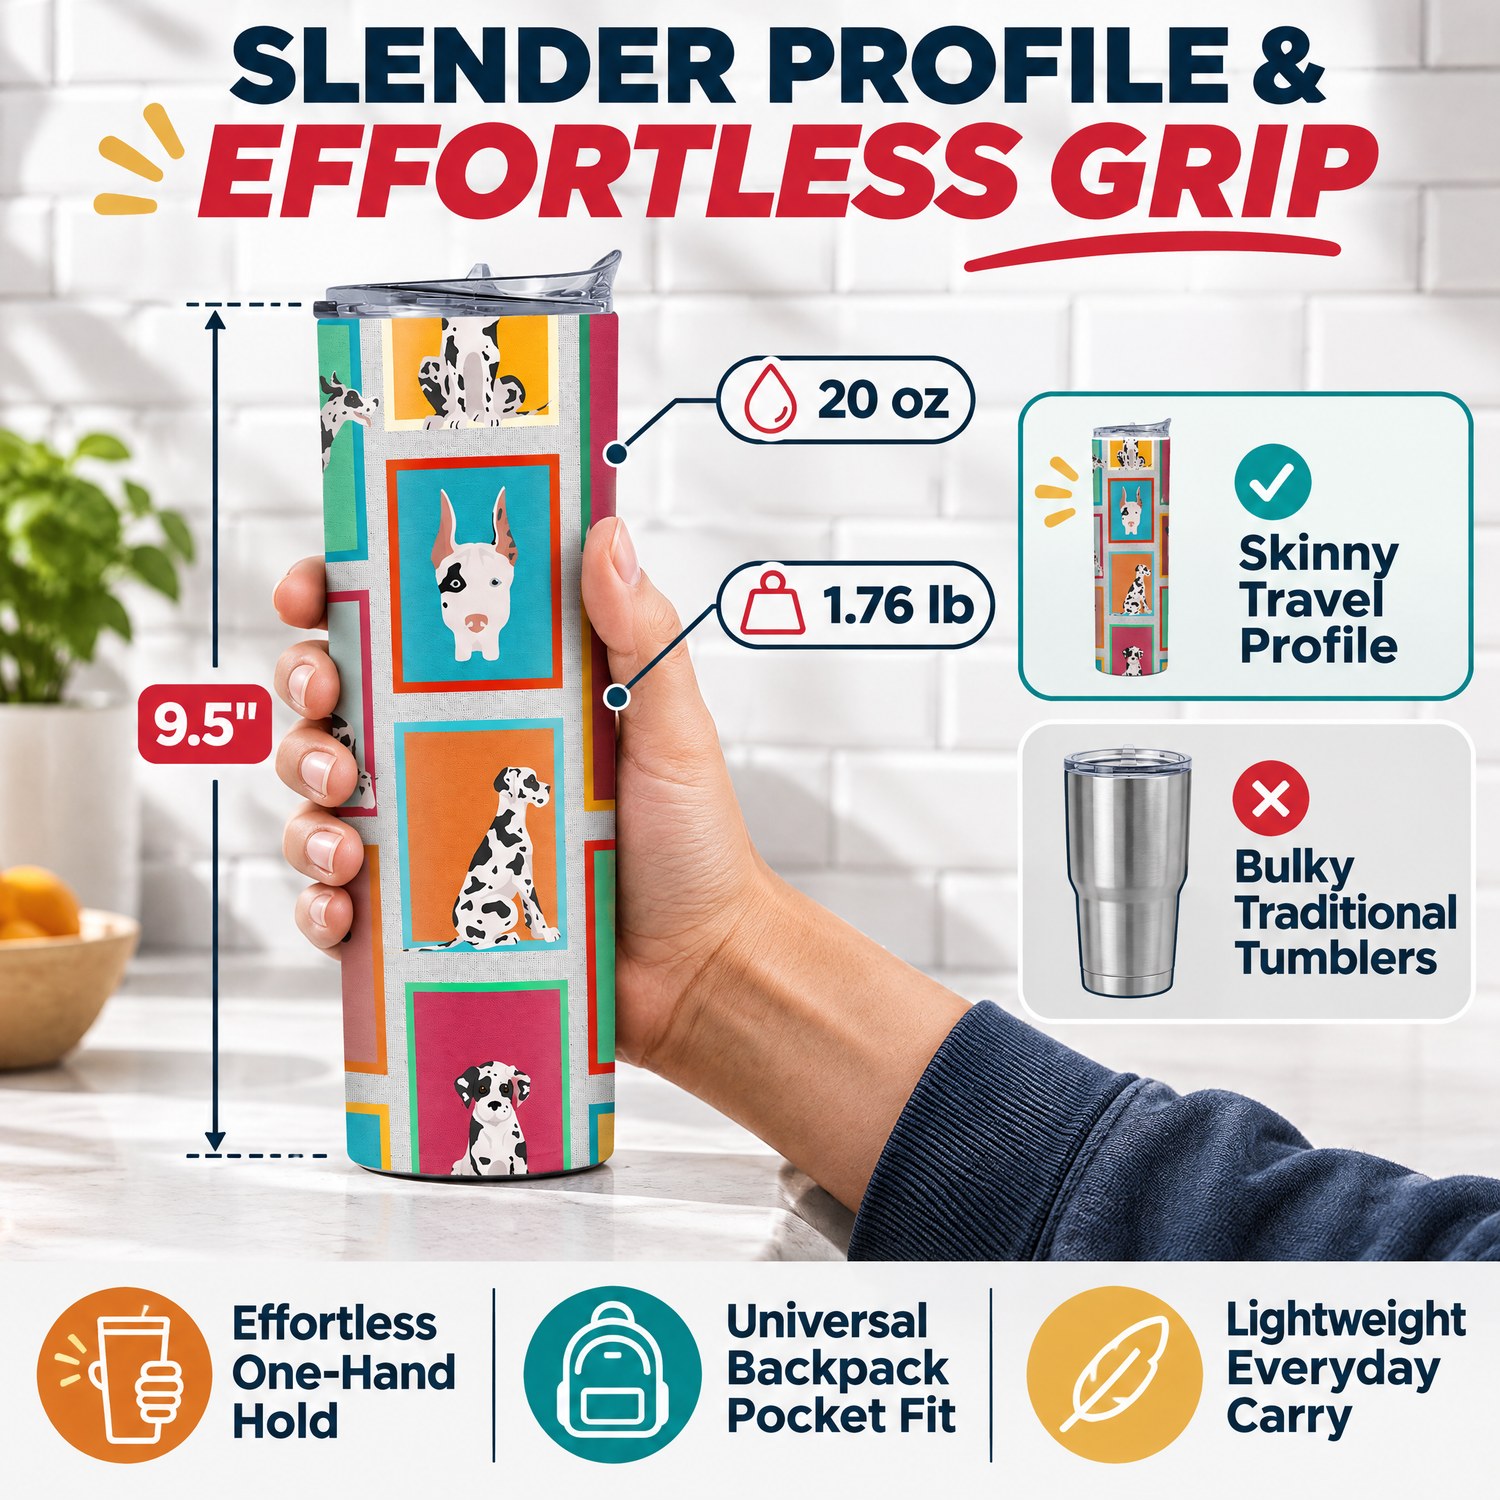 SLENDER PROFILE &
EFFORTLESS GRIP
20 oz
1.76 lb
9.5"
Skinny
Travel
Profile
Bulky
Traditional
Tumblers
Effortless
One-Hand
Hold
Universal
Backpack
Pocket Fit
Lightweight
Everyday
Carry